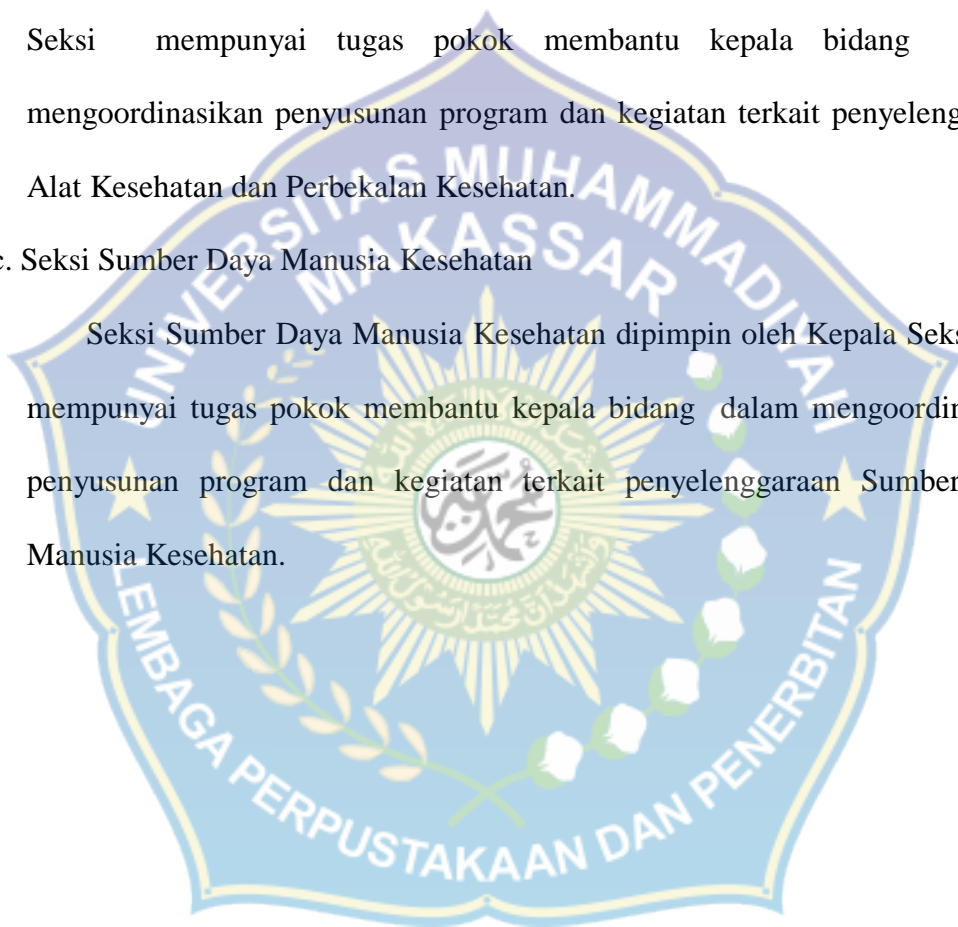 Seksi mempunyai tugas pokok membantu kepala bidang
mengoordinasikan penyusunan program dan kegiatan terkait penyeleng
Alat Kesehatan dan Perbekalan Kesehatan.
c. Seksi Sumber Daya Manusia Kesehatan
Seksi Sumber Daya Manusia Kesehatan dipimpin oleh Kepala Seks
mempunyai tugas pokok membantu kepala bidang dalam mengoordin
penyusunan program dan kegiatan terkait penyelenggaraan Sumber
Manusia Kesehatan.
UNIVERSITAS MUHAMMADIYAH
MAKASSAR
محمدية
LEMBAGA PERPUSTAKAAN DAN PENERBITAN